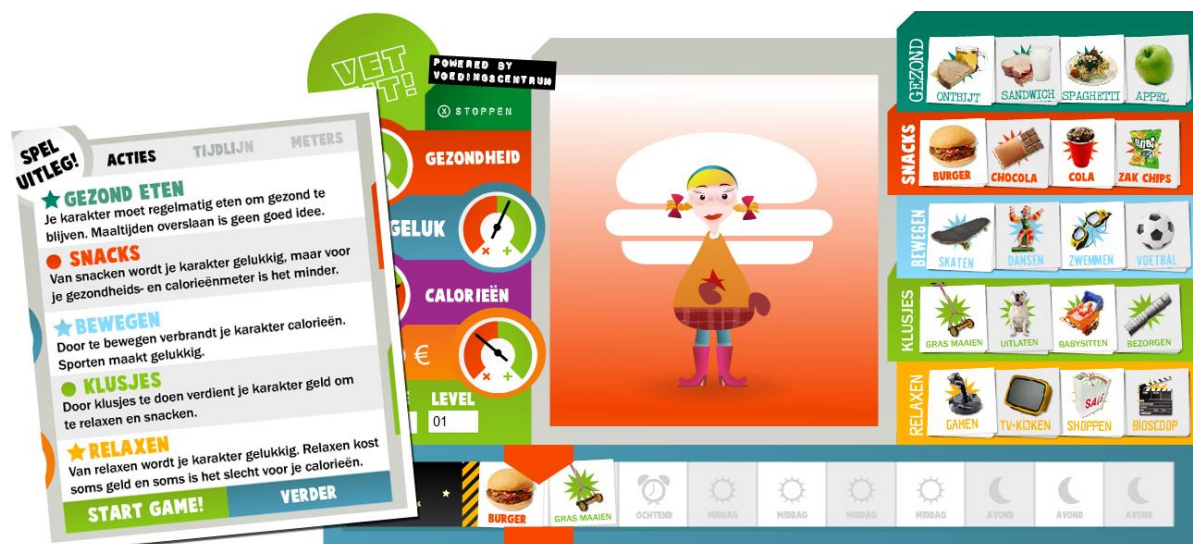 VET
POWERED BY
VOEDINGSCENTRUM
STOPPEN
SPEL
UITLEG!
ACTIES
TIJDLIJN
METERS
GEZOND ETEN
Je karakter moet regelmatig eten om gezond te
blijven. Maaltijden overslaan is geen goed idee.
SNACKS
Van snacken wordt je karakter gelukkig, maar voor
je gezondheids- en calorieënmeter is het minder.
BEWEGEN
Door te bewegen verbrandt je karakter calorieën.
Sporten maakt gelukkig.
KLUSJES
Door klusjes te doen verdient je karakter geld om
te relaxen en snacken.
RELAXEN
Van relaxen wordt je karakter gelukkig. Relaxen kost
soms geld en soms is het slecht voor je calorieën.
START GAME!
VERDER
GEZONDHEID
GELUK
CALORIEËN
€
LEVEL
01
GEZOND
ONTBIJT
SANDWICH
SPAGHETTI
APPEL
SNACKS
BURGER
CHOCOLA
COLA
ZAK CHIPS
BEWEGEN
SKATEN
DANSEN
ZWEMMEN
VOETBAL
KLUSJES
GRAS MAAIEN
UITLATEN
BABYSITTEN
BEZORGEN
RELAXEN
GAMEN
TV-KIJKEN
SALE
SHOPPEN
BIOSCOOP
BURGER
GRAS MAAIEN
OCHTEND
MIDDAG
MIDDAG
MIDDAG
MIDDAG
AVOND
AVOND
AVOND